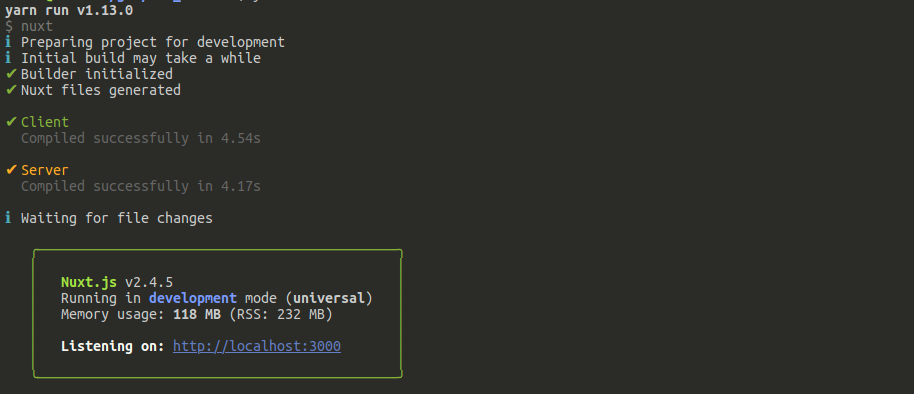 yarn run v1.13.0
$ nuxt
ℹ Preparing project for development
ℹ Initial build may take a while
✔ Builder initialized
✔ Nuxt files generated
✔ Client
Compiled successfully in 4.54s
✔ Server
Compiled successfully in 4.17s
ℹ Waiting for file changes
Nuxt.js v2.4.5
Running in development mode (universal)
Memory usage: 118 MB (RSS: 232 MB)
Listening on: http://localhost:3000